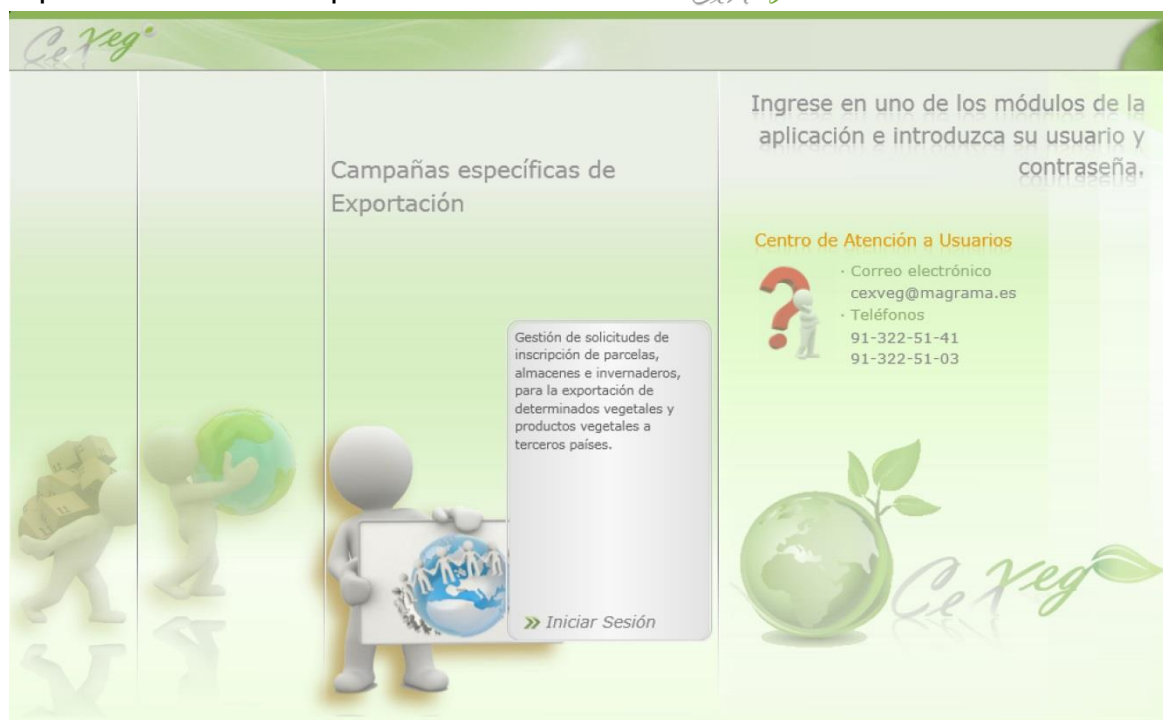 CeXveg
Campañas específicas de
Exportación
Gestión de solicitudes de
inscripción de parcelas,
almacenes e invernaderos,
para la exportación de
determinados vegetales y
productos vegetales a
terceros países.
» Iniciar Sesión
Ingrese en uno de los módulos de la
aplicación e introduzca su usuario y
contraseña.
Centro de Atención a Usuarios
· Correo electrónico
cexveg@magrama.es
· Teléfonos
91-322-51-41
91-322-51-03
CeXveg